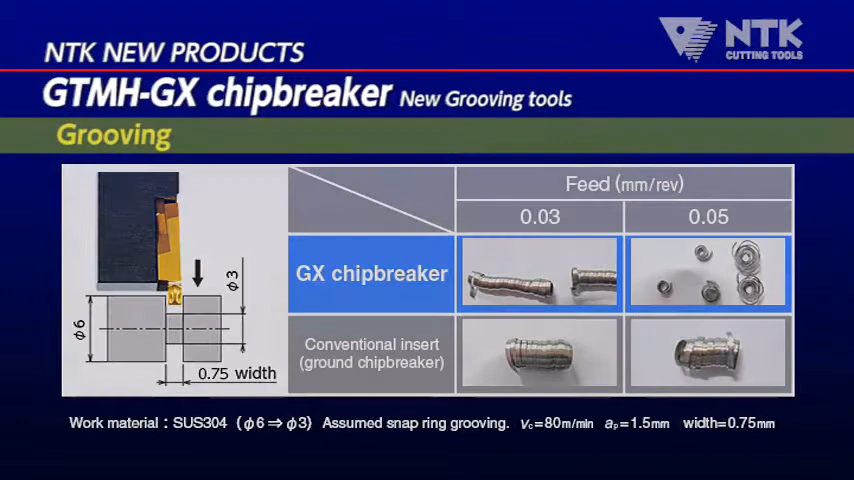 NTK NEW PRODUCTS
NTK
CUTTING TOOLS
GTMH-GX chipbreaker New Grooving tools
Grooving
Feed (mm/rev)
0.03
0.05
GX chipbreaker
Conventional insert
(ground chipbreaker)
φ6
φ3
0.75 width
Work material : SUS304 (φ6⇒φ3) Assumed snap ring grooving. Vc=80m/min ap=1.5mm width=0.75mm